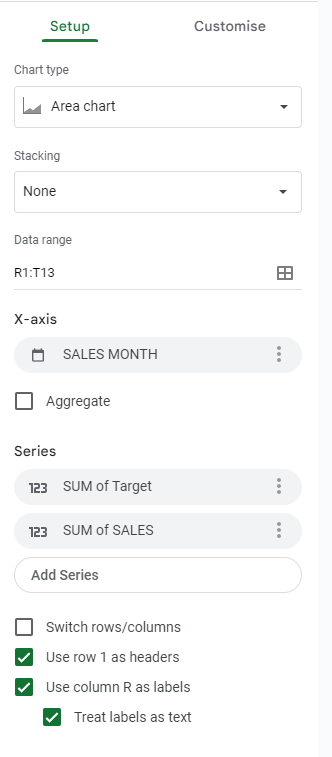 Setup
Customise
Chart type
Area chart
Stacking
None
Data range
R1:T13
X-axis
SALES MONTH
Aggregate
Series
123 SUM of Target
123 SUM of SALES
Add Series
Switch rows/columns
Use row 1 as headers
Use column R as labels
Treat labels as text